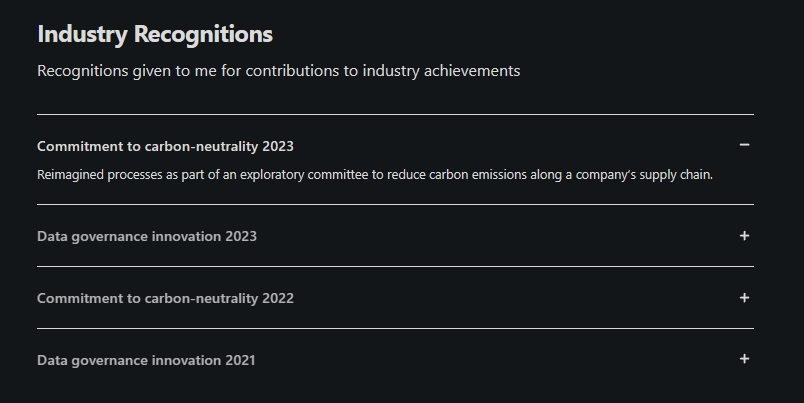 Industry Recognitions
Recognitions given to me for contributions to industry achievements
Commitment to carbon-neutrality 2023
Reimagined processes as part of an exploratory committee to reduce carbon emissions along a company's supply chain.
Data governance innovation 2023
Commitment to carbon-neutrality 2022
Data governance innovation 2021